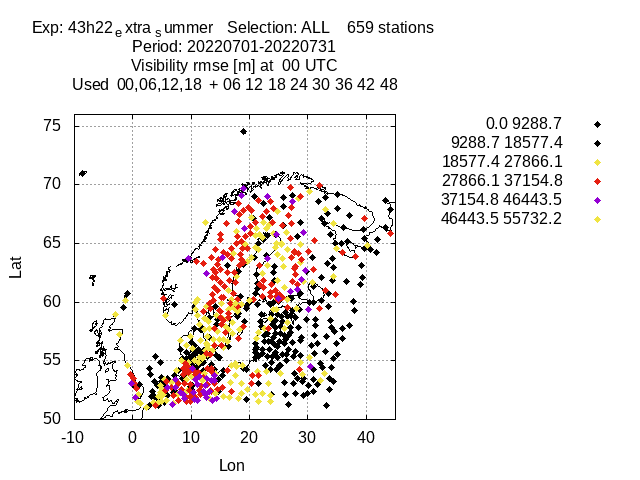 Exp: 43h22extrasummer Selection: ALL 659 stations
Period: 20220701-20220731
Visibility rmse [m] at 00 UTC
Used 00,06,12,18 + 06 12 18 24 30 36 42 48
0.0 9288.7
9288.7 18577.4
18577.4 27866.1
27866.1 37154.8
37154.8 46443.5
46443.5 55732.2
75
70
65
60
55
50
Lat
-10 0 10 20 30 40
Lon